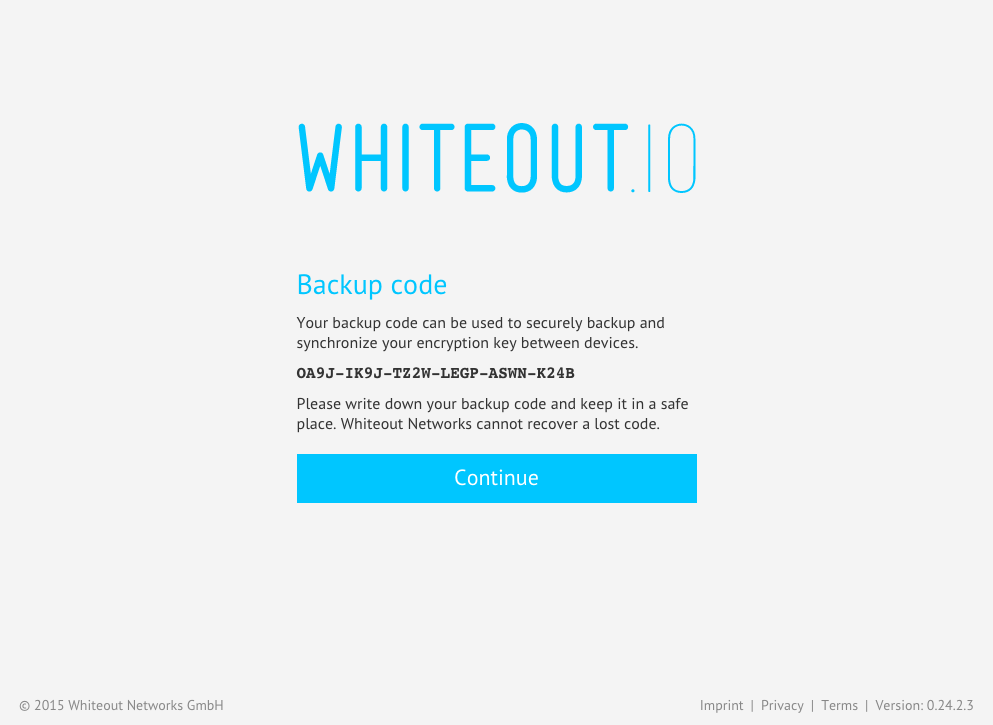 WHITEOUT.IO
Backup code
Your backup code can be used to securely backup and
synchronize your encryption key between devices.
OA9J-IK9J-TZ2W-LEGP-ASWN-K24B
Please write down your backup code and keep it in a safe
place. Whiteout Networks cannot recover a lost code.
Continue
© 2015 Whiteout Networks GmbH
Imprint | Privacy | Terms | Version: 0.24.2.3